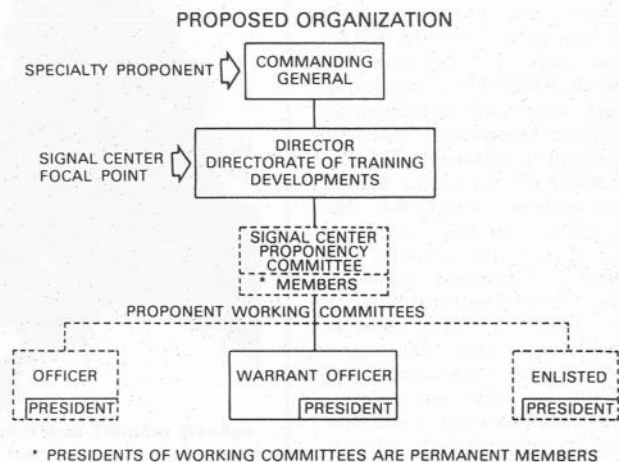 PROPOSED ORGANIZATION
SPECIALTY PROPONENT
COMMANDING
GENERAL
SIGNAL CENTER
FOCAL POINT
DIRECTOR
DIRECTORATE OF TRAINING
DEVELOPMENTS
SIGNAL CENTER
PROPONENCY
COMMITTEE
* MEMBERS
PROPONENT WORKING COMMITTEES
OFFICER
PRESIDENT
WARRANT OFFICER
PRESIDENT
ENLISTED
PRESIDENT
* PRESIDENTS OF WORKING COMMITTEES ARE PERMANENT MEMBERS